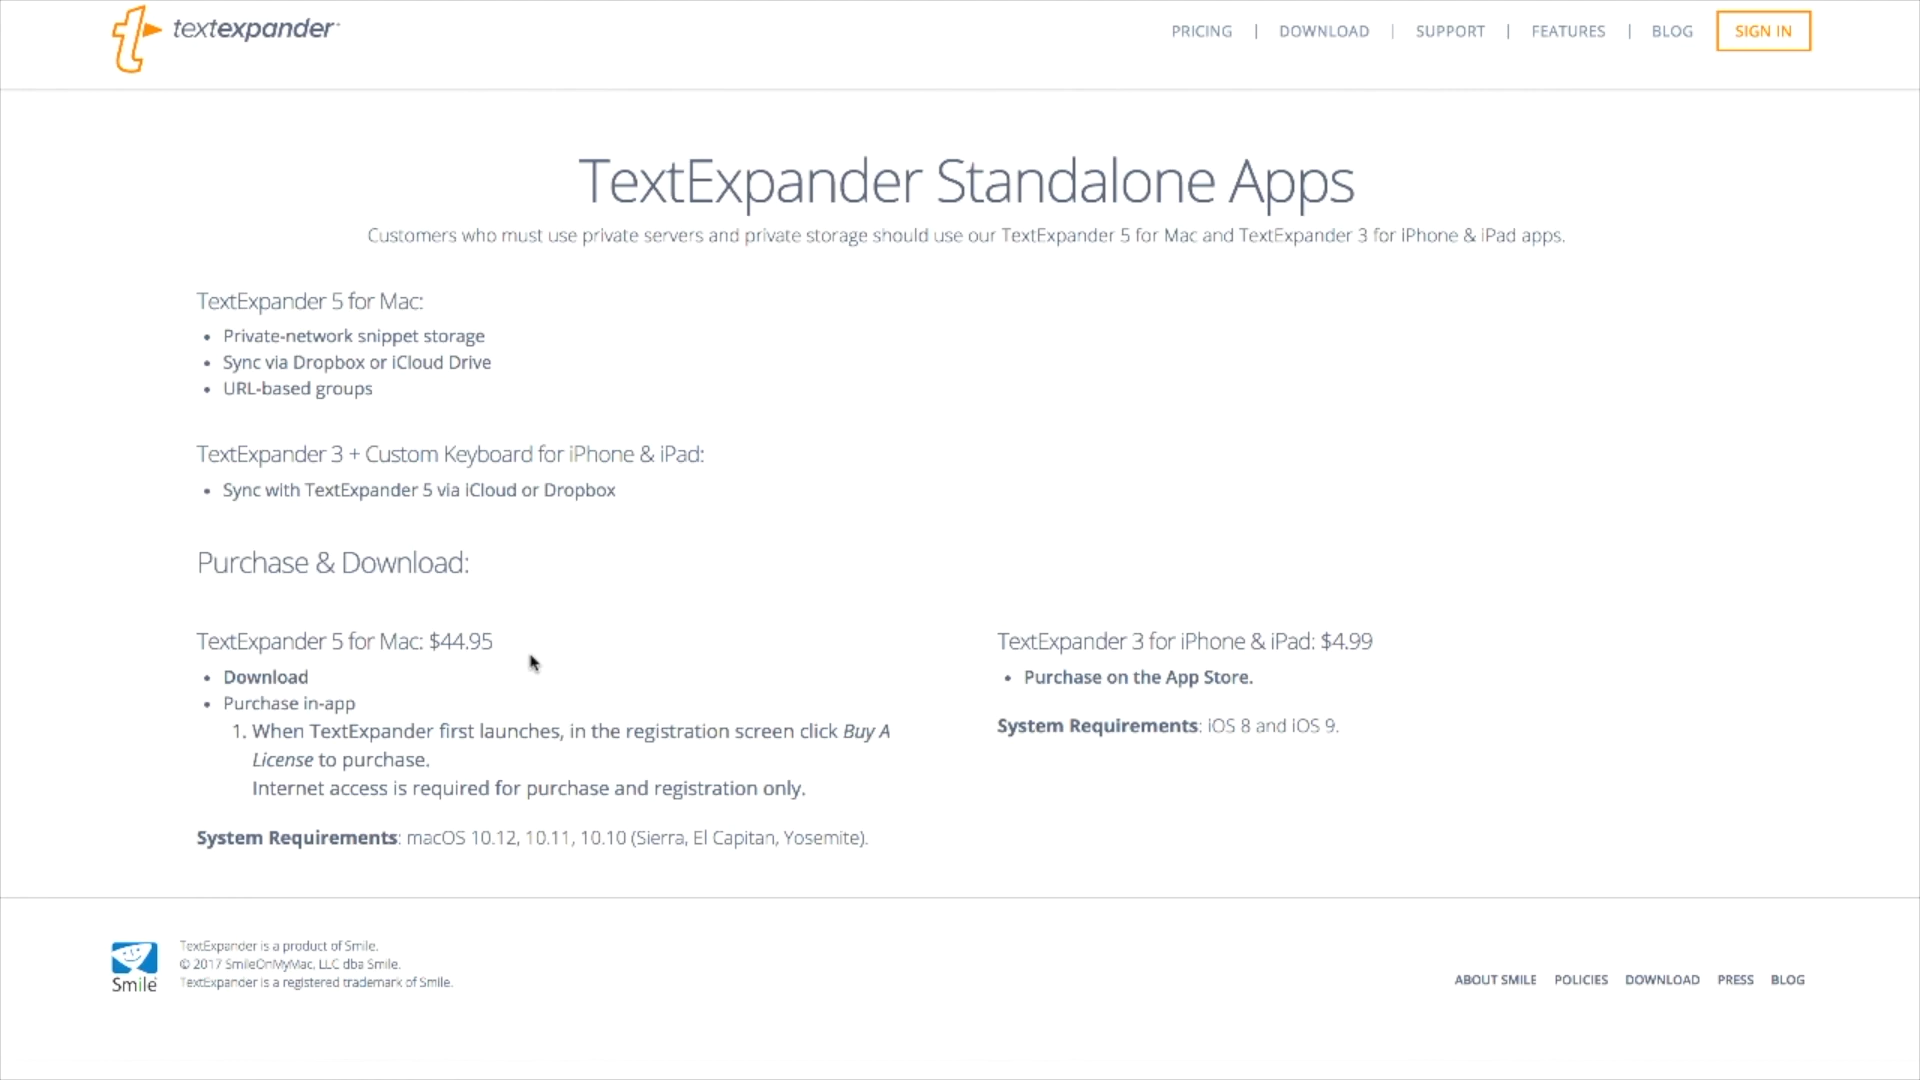 textexpander
PRICING | DOWNLOAD | SUPPORT | FEATURES | BLOG SIGN IN
TextExpander Standalone Apps
Customers who must use private servers and private storage should use our TextExpander 5 for Mac and TextExpander 3 for iPhone & iPad apps.
TextExpander 5 for Mac:
• Private-network snippet storage
• Sync via Dropbox or iCloud Drive
• URL-based groups
TextExpander 3 + Custom Keyboard for iPhone & iPad:
• Sync with TextExpander 5 via iCloud or Dropbox
Purchase & Download:
TextExpander 5 for Mac: $44.95
• Download
• Purchase in-app
1. When TextExpander first launches, in the registration screen click Buy A
License to purchase.
Internet access is required for purchase and registration only.
System Requirements: macOS 10.12, 10.11, 10.10 (Sierra, El Capitan, Yosemite).
TextExpander 3 for iPhone & iPad: $4.99
• Purchase on the App Store.
System Requirements: iOS 8 and iOS 9.
Smile
TextExpander is a product of Smile.
© 2017 SmileOnMyMac, LLC dba Smile.
TextExpander is a registered trademark of Smile.
ABOUT SMILE POLICIES DOWNLOAD PRESS BLOG